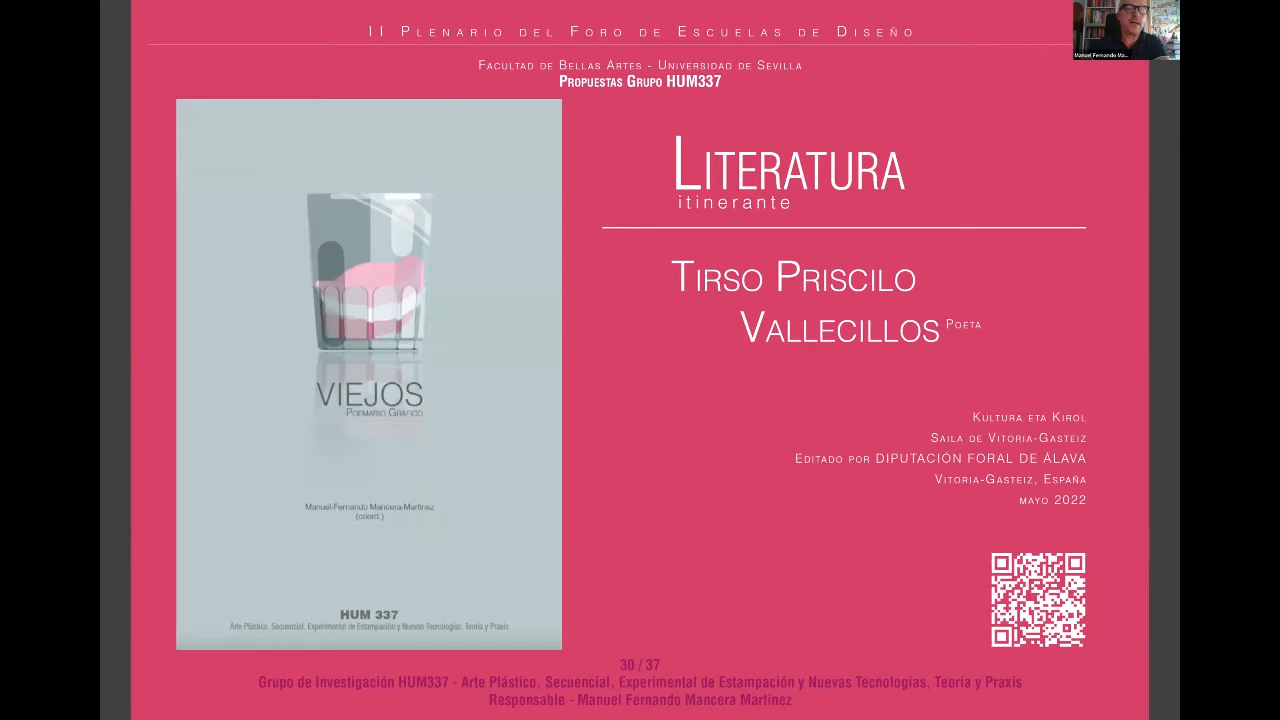 II Plenario del Foro de Escuelas de Diseño
Facultad de Bellas Artes - Universidad de Sevilla
Propuestas Grupo HUM337
Manuel Fernando Ma...
Literatura
itinerante
Tirso Priscilo
Vallecillos Poeta
Kultura eta Kirol
Saila de Vitoria-Gasteiz
Editado por DIPUTACIÓN FORAL DE ÁLAVA
Vitoria-Gasteiz, España
mayo 2022
VIEJOS
Poemario Gráfico
Manuel-Fernando Mancera-Martínez
(coord.)
HUM 337
Arte Plástico, Secuencial, Experimental de Estampación y Nuevas Tecnologías, Teoría y Praxis
30 / 37
Grupo de Investigación HUM337 - Arte Plástico, Secuencial, Experimental de Estampación y Nuevas Tecnologías, Teoría y Praxis
Responsable - Manuel Fernando Mancera Martínez